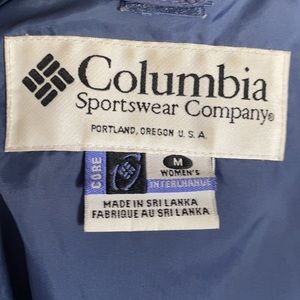 Columbia
Sportswear Company®
PORTLAND, OREGON U.S.A.
CORE
M
WOMEN'S
INTERCHANGE
MADE IN SRI LANKA
FABRIQUE AU SRI LANKA